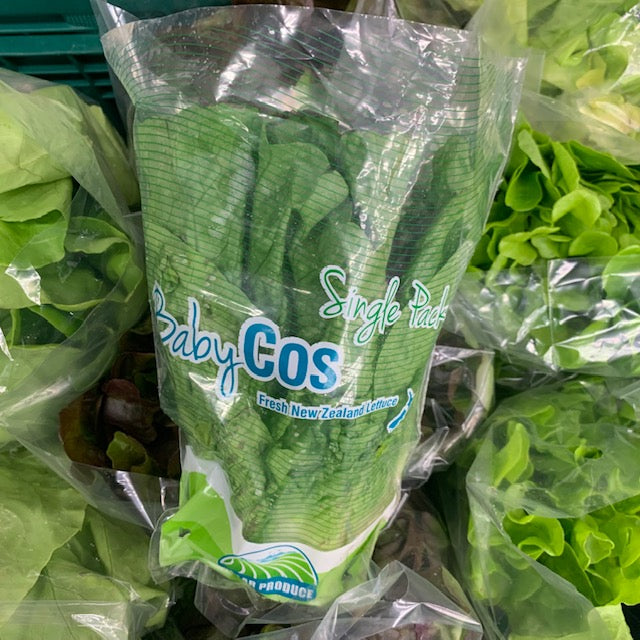 Single Pack
Baby Cos
Fresh New Zealand Lettuce
PRODUCE